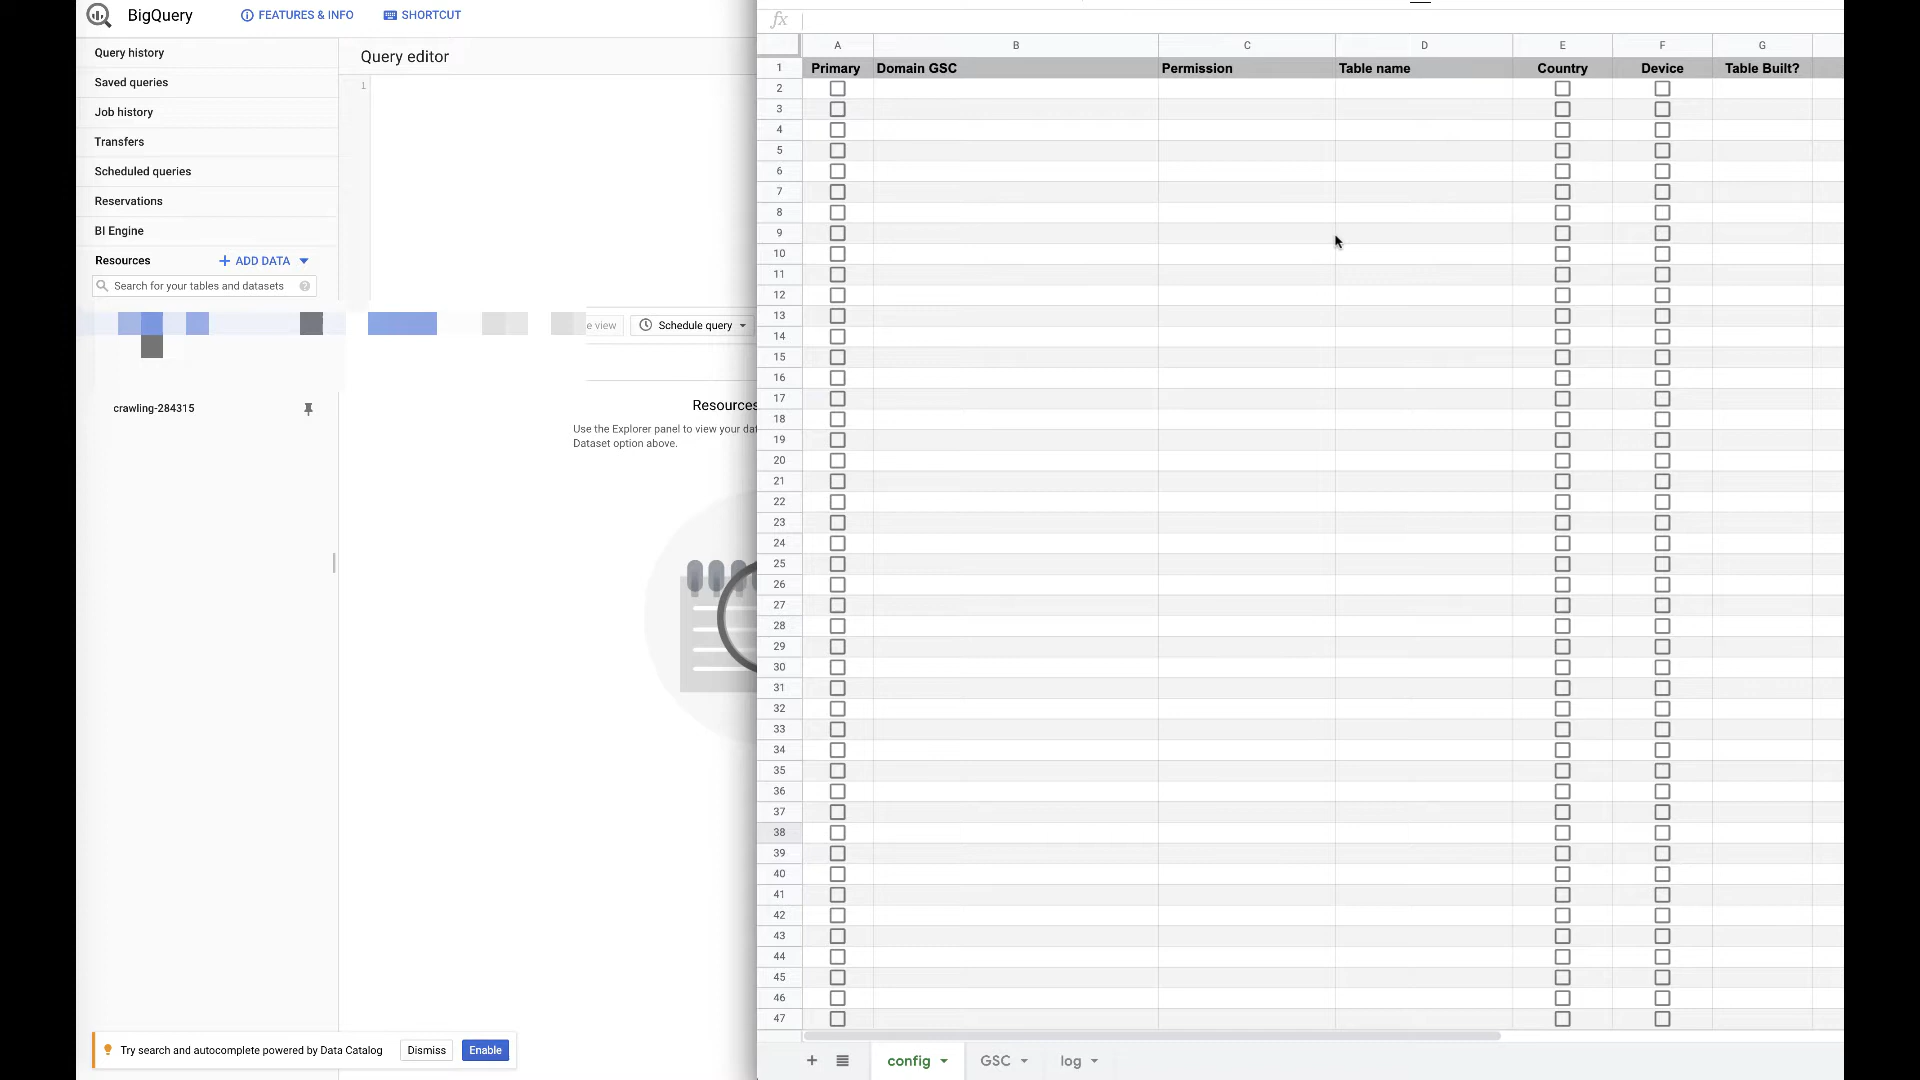 BigQuery
FEATURES & INFO
SHORTCUT
Query history
Saved queries
Job history
Transfers
Scheduled queries
Reservations
BI Engine
Resources
ADD DATA
Search for your tables and datasets
crawling-284315
Query editor
1
e view
Schedule query
Resources
Use the Explorer panel to view your da
Dataset option above.
Try search and autocomplete powered by Data Catalog
Dismiss
Enable
fx
A B C D E F G
1 Primary Domain GSC Permission Table name Country Device Table Built?
2
3
4
5
6
7
8
9
10
11
12
13
14
15
16
17
18
19
20
21
22
23
24
25
26
27
28
29
30
31
32
33
34
35
36
37
38
39
40
41
42
43
44
45
46
47
config
GSC
log